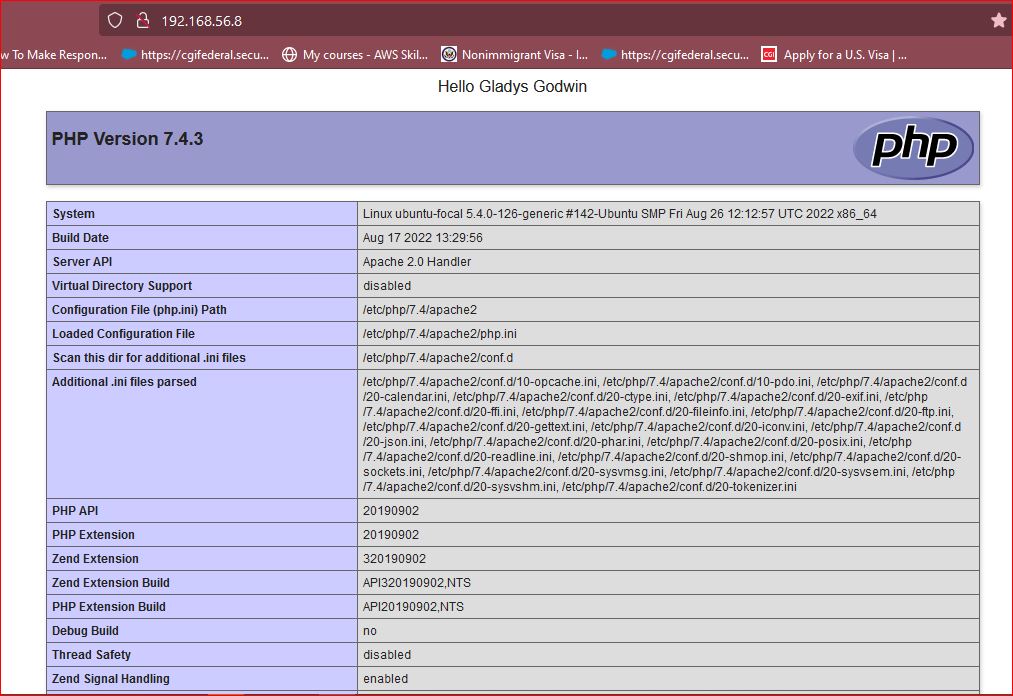 192.168.56.8
w To Make Respon... https://cgifederal.secu... My courses - AWS Skil... Nonimmigrant Visa - I... https://cgifederal.secu... CGI Apply for a U.S. Visa | ...
Hello Gladys Godwin
PHP Version 7.4.3
php
System Linux ubuntu-focal 5.4.0-126-generic #142-Ubuntu SMP Fri Aug 26 12:12:57 UTC 2022 x86_64
Build Date Aug 17 2022 13:29:56
Server API Apache 2.0 Handler
Virtual Directory Support disabled
Configuration File (php.ini) Path /etc/php/7.4/apache2
Loaded Configuration File /etc/php/7.4/apache2/php.ini
Scan this dir for additional .ini files /etc/php/7.4/apache2/conf.d
Additional .ini files parsed /etc/php/7.4/apache2/conf.d/10-opcache.ini, /etc/php/7.4/apache2/conf.d/10-pdo.ini, /etc/php/7.4/apache2/conf.d
/20-calendar.ini, /etc/php/7.4/apache2/conf.d/20-ctype.ini, /etc/php/7.4/apache2/conf.d/20-exif.ini, /etc/php
/7.4/apache2/conf.d/20-ffi.ini, /etc/php/7.4/apache2/conf.d/20-fileinfo.ini, /etc/php/7.4/apache2/conf.d/20-ftp.ini,
/etc/php/7.4/apache2/conf.d/20-gettext.ini, /etc/php/7.4/apache2/conf.d/20-iconv.ini, /etc/php/7.4/apache2/conf.d
/20-json.ini, /etc/php/7.4/apache2/conf.d/20-phar.ini, /etc/php/7.4/apache2/conf.d/20-posix.ini, /etc/php
/7.4/apache2/conf.d/20-readline.ini, /etc/php/7.4/apache2/conf.d/20-shmop.ini, /etc/php/7.4/apache2/conf.d/20-
sockets.ini, /etc/php/7.4/apache2/conf.d/20-sysvmsg.ini, /etc/php/7.4/apache2/conf.d/20-sysvsem.ini, /etc/php
/7.4/apache2/conf.d/20-sysvshm.ini, /etc/php/7.4/apache2/conf.d/20-tokenizer.ini
PHP API 20190902
PHP Extension 20190902
Zend Extension 320190902
Zend Extension Build API320190902,NTS
PHP Extension Build API20190902,NTS
Debug Build no
Thread Safety disabled
Zend Signal Handling enabled